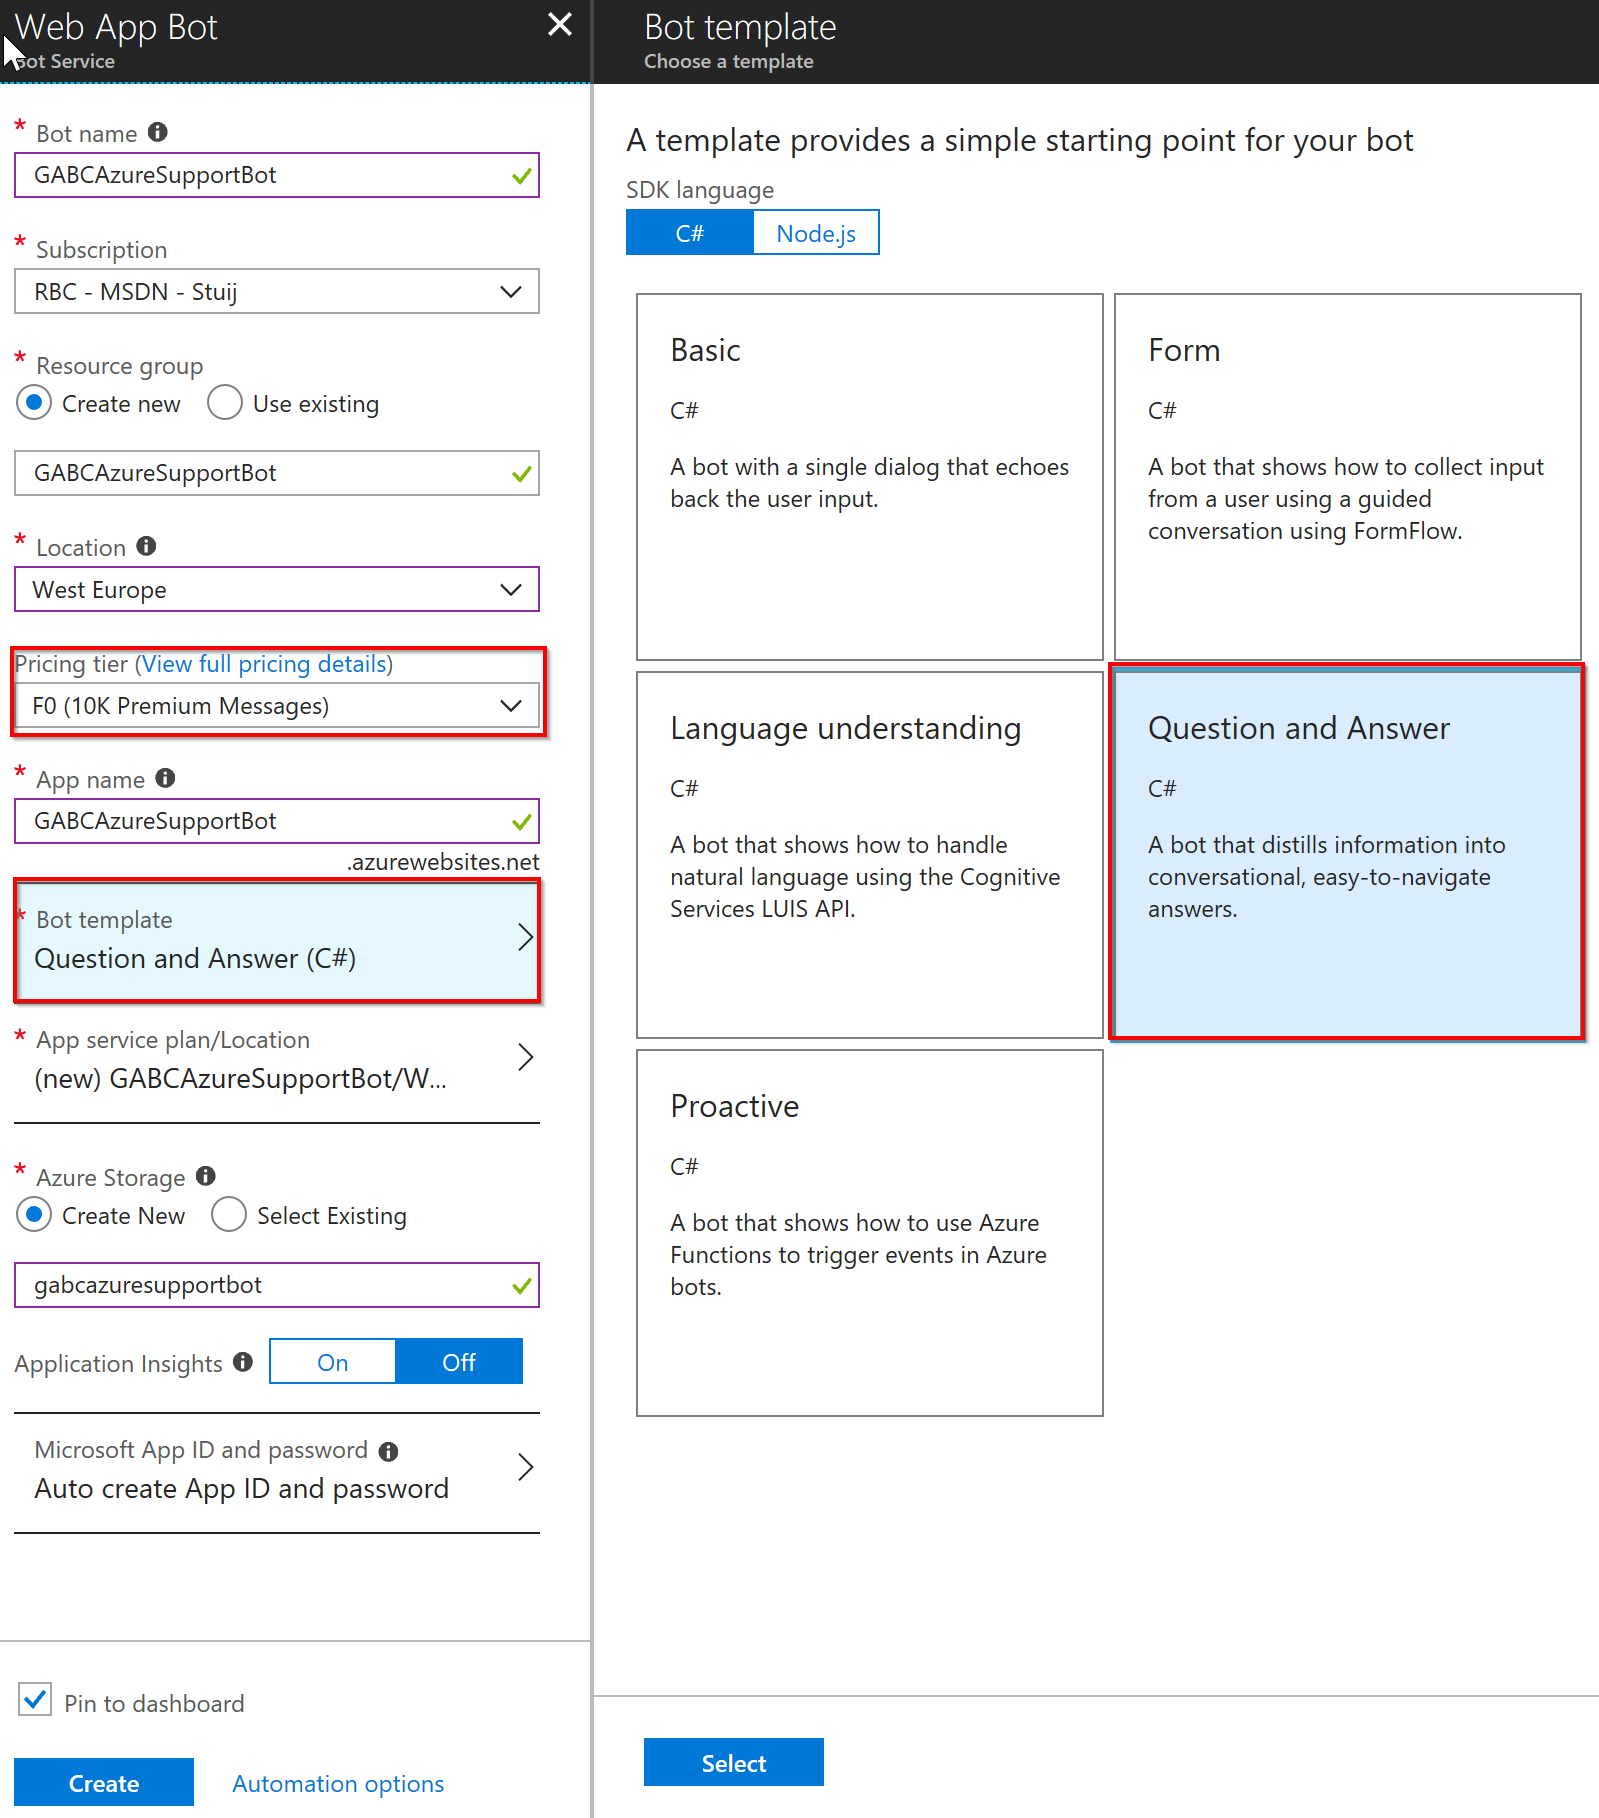 Web App Bot
Bot Service
* Bot name
GABCAzureSupportBot
* Subscription
RBC - MSDN - Stuij
* Resource group
Create new
Use existing
GABCAzureSupportBot
* Location
West Europe
Pricing tier (View full pricing details)
F0 (10K Premium Messages)
* App name
GABCAzureSupportBot
.azurewebsites.net
* Bot template
Question and Answer (C#)
* App service plan/Location
(new) GABCAzureSupportBot/W...
* Azure Storage
Create New
Select Existing
gabcazuresupportbot
Application Insights
On
Off
Microsoft App ID and password
Auto create App ID and password
Pin to dashboard
Create
Automation options
Bot template
Choose a template
A template provides a simple starting point for your bot
SDK language
C#
Node.js
Basic
C#
A bot with a single dialog that echoes
back the user input.
Form
C#
A bot that shows how to collect input
from a user using a guided
conversation using FormFlow.
Language understanding
C#
A bot that shows how to handle
natural language using the Cognitive
Services LUIS API.
Question and Answer
C#
A bot that distills information into
conversational, easy-to-navigate
answers.
Proactive
C#
A bot that shows how to use Azure
Functions to trigger events in Azure
bots.
Select